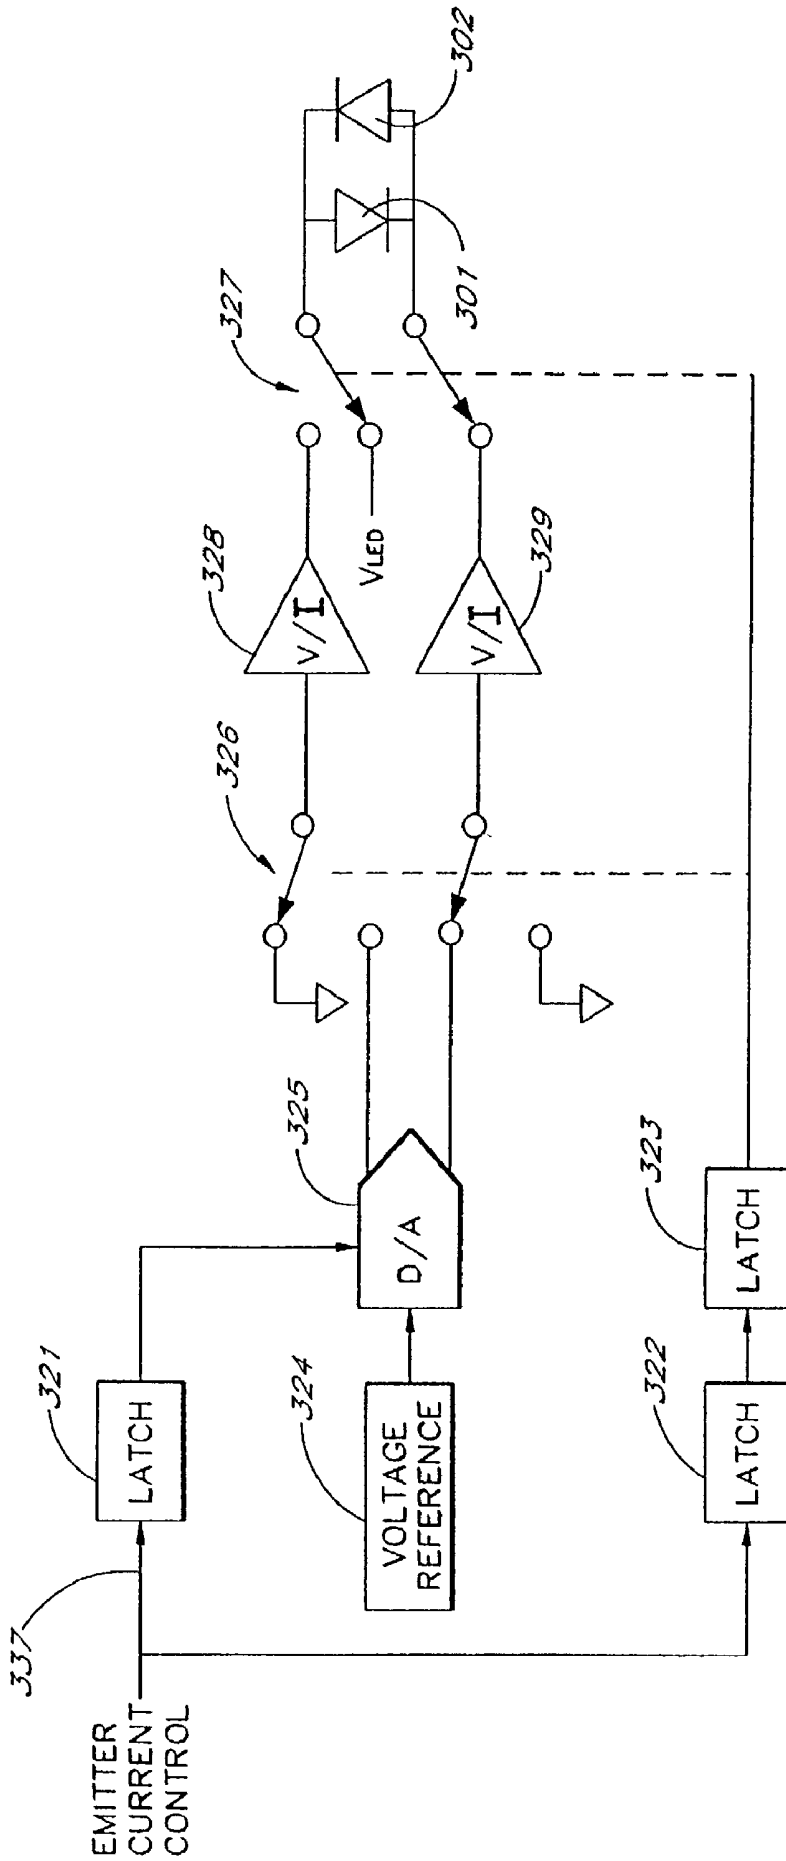 EMITTER
CURRENT
CONTROL
337
LATCH
321
VOLTAGE
REFERENCE
324
LATCH
322
D/A
325
LATCH
323
326
V/I
328
V/I
329
VLED
327
301
302